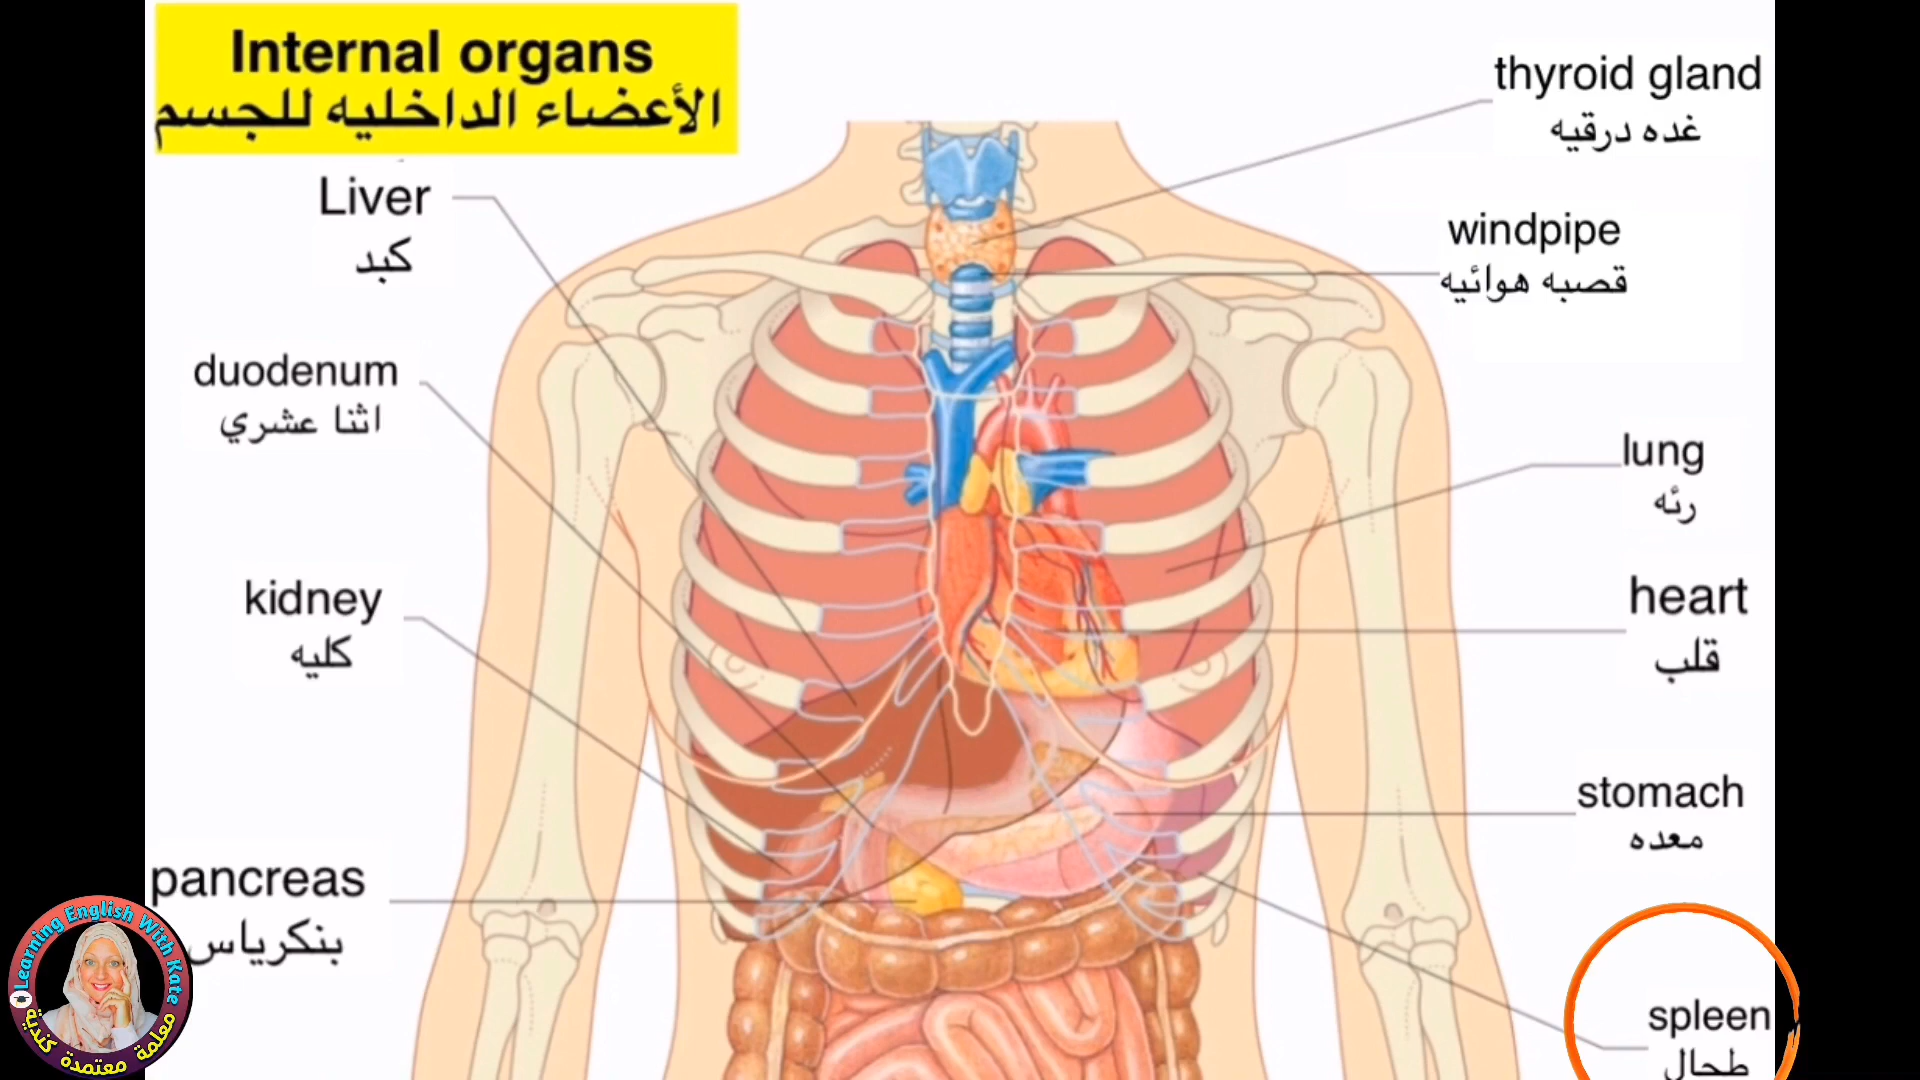 Internal organs
الأعضاء الداخليه للجسم
Liver
كبد
duodenum
اثنا عشري
kidney
كليه
pancreas
بنكرياس
thyroid gland
غده درقيه
windpipe
قصبه هوائيه
lung
رئه
heart
قلب
stomach
معده
spleen
طحال
Learning English With Kate
معلمة معتمدة كندية